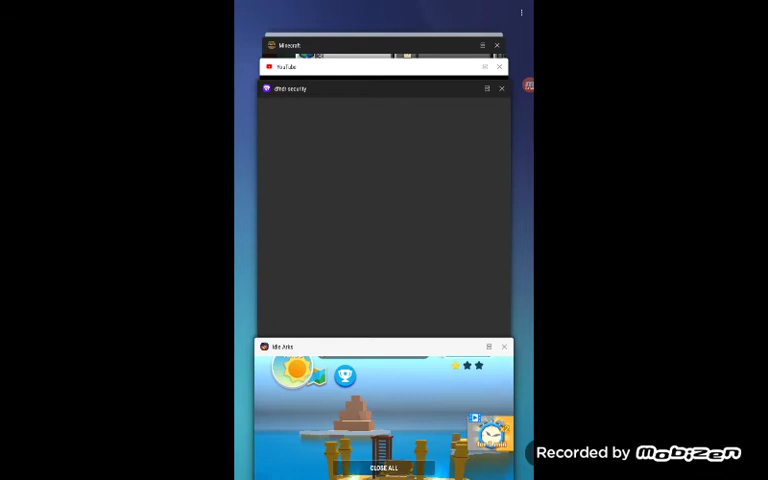 Minecraft
YouTube
dfndr security
Idle Arks
CLOSE ALL
Recorded by MOBIZEN